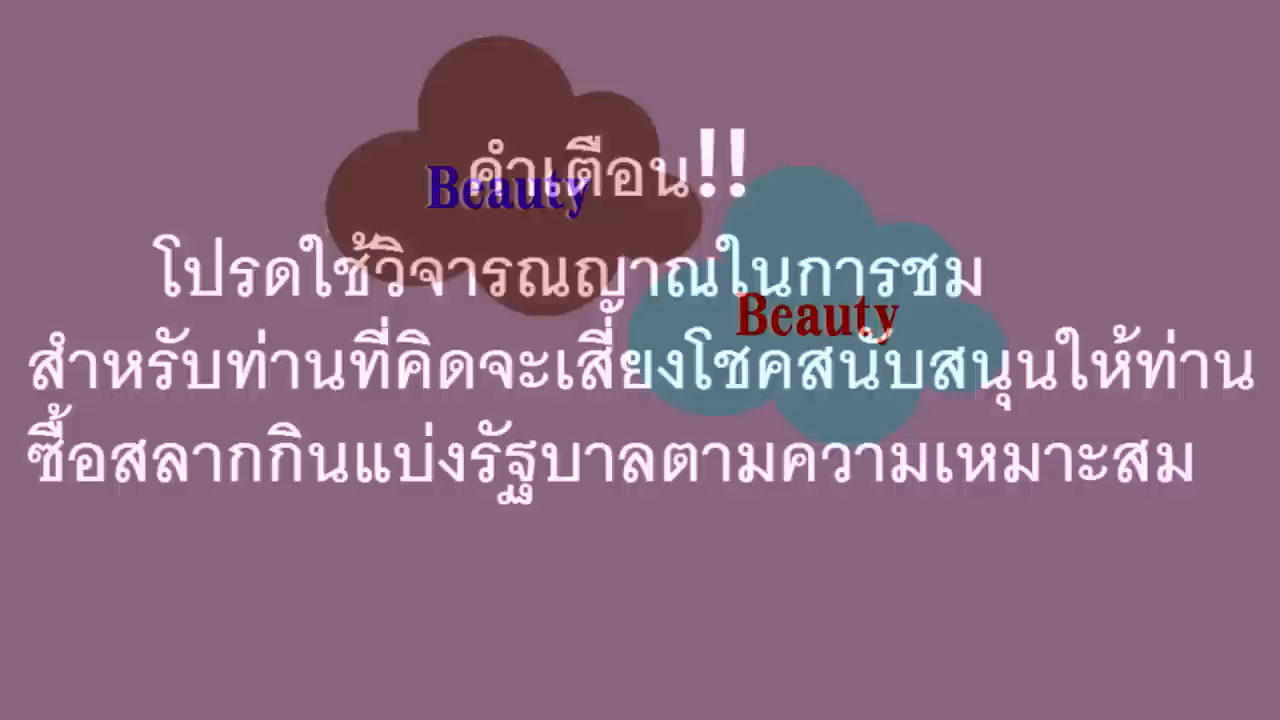 คำเตือน!!
Beauty
โปรดใช้วิจารณญาณในการชม
Beauty
สำหรับท่านที่คิดจะเสี่ยงโชคสนับสนุนให้ท่าน
ซื้อสลากกินแบ่งรัฐบาลตามความเหมาะสม